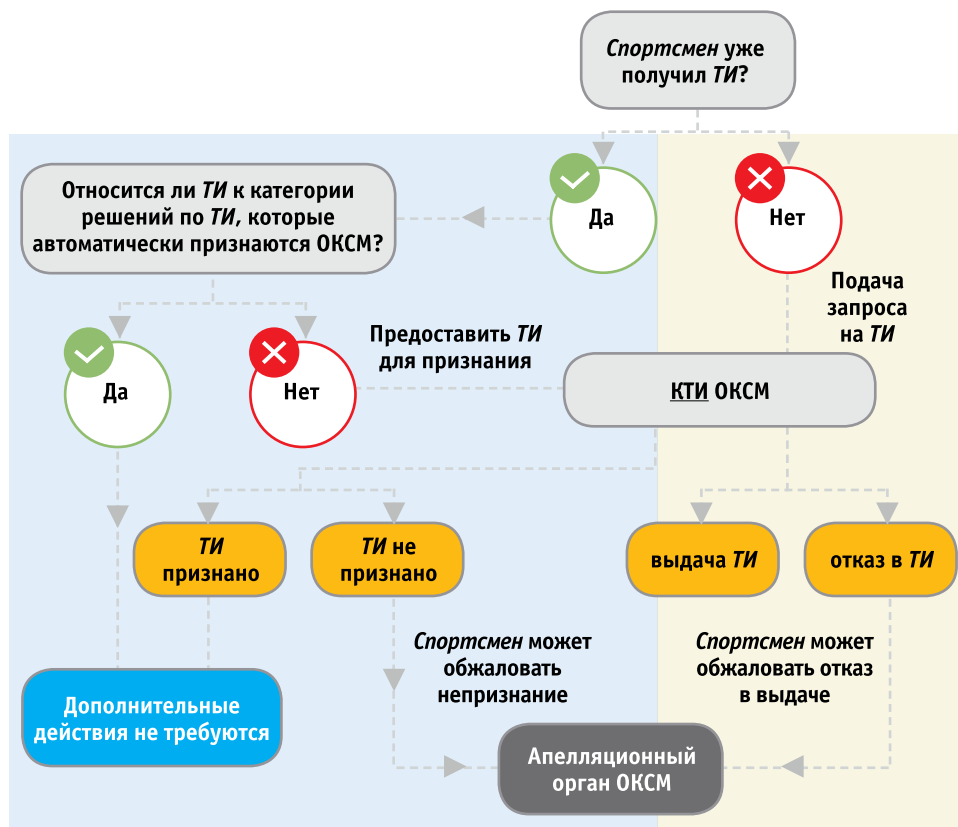 Спортсмен уже
получил ТИ?
Относится ли ТИ к категории
решений по ТИ, которые
автоматически признаются ОКСМ?
Да
Нет
Подача
запроса
на ТИ
Да
Нет
Предоставить ТИ
для признания
КТИ ОКСМ
ТИ
признано
ТИ не
признано
выдача ТИ
отказ в ТИ
Спортсмен может
обжаловать
непризнание
Спортсмен может
обжаловать отказ
в выдаче
Дополнительные
действия не требуются
Апелляционный
орган ОКСМ